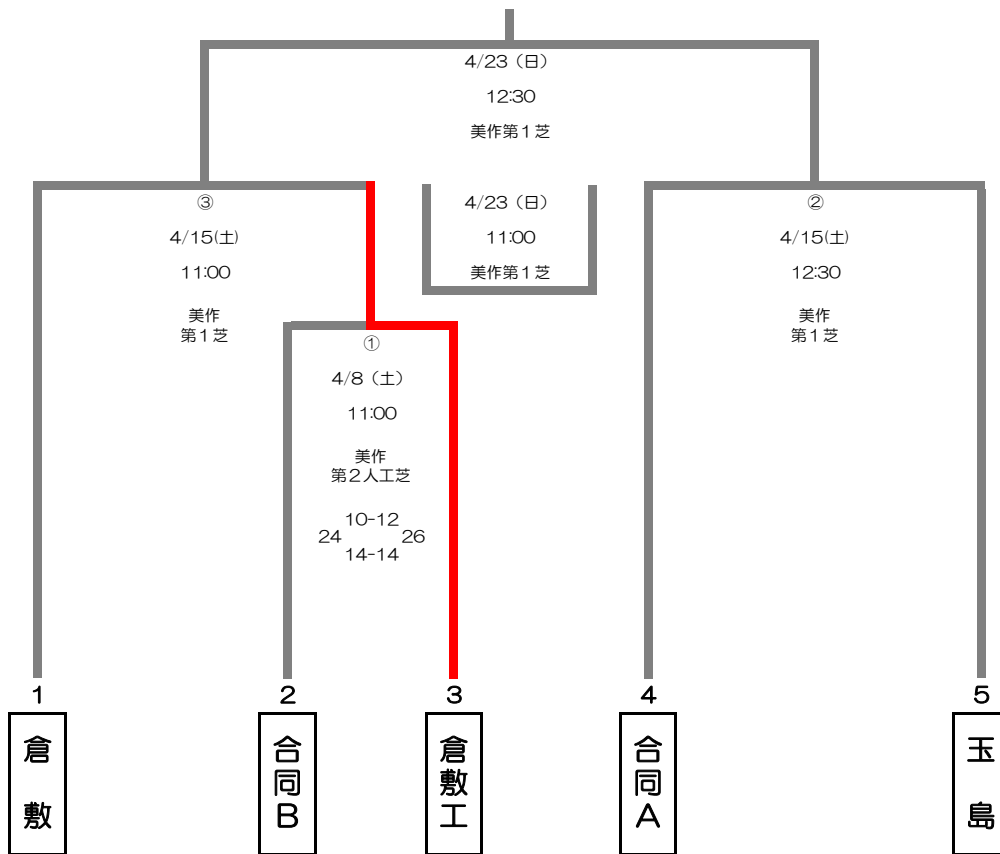 4/23（日）
12:30
美作第１芝
③
4/15(土)
11:00
美作
第１芝
4/23（日）
11:00
美作第１芝
②
4/15(土)
12:30
美作
第１芝
①
4/8（土）
11:00
美作
第２人工芝
10-12
24 26
14-14
1
2
3
4
5
倉敷
合同B
倉敷工
合同A
玉島